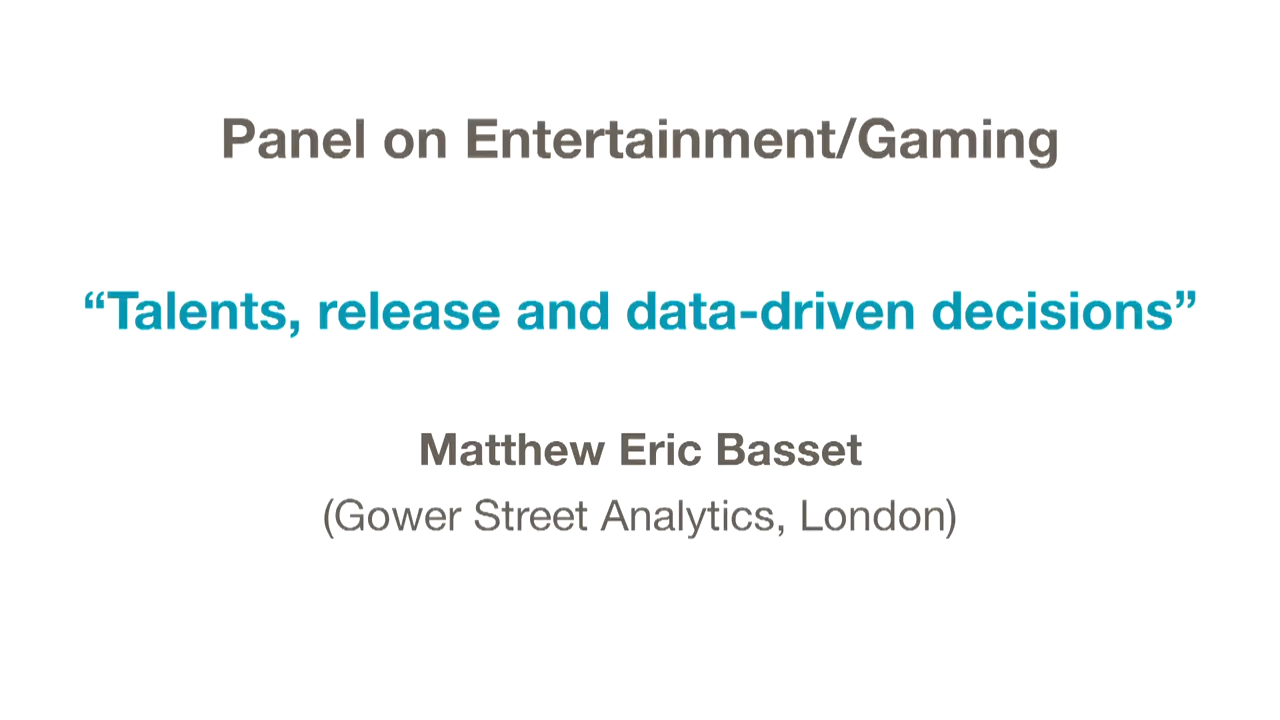 Panel on Entertainment/Gaming
“Talents, release and data-driven decisions”
Matthew Eric Basset
(Gower Street Analytics, London)